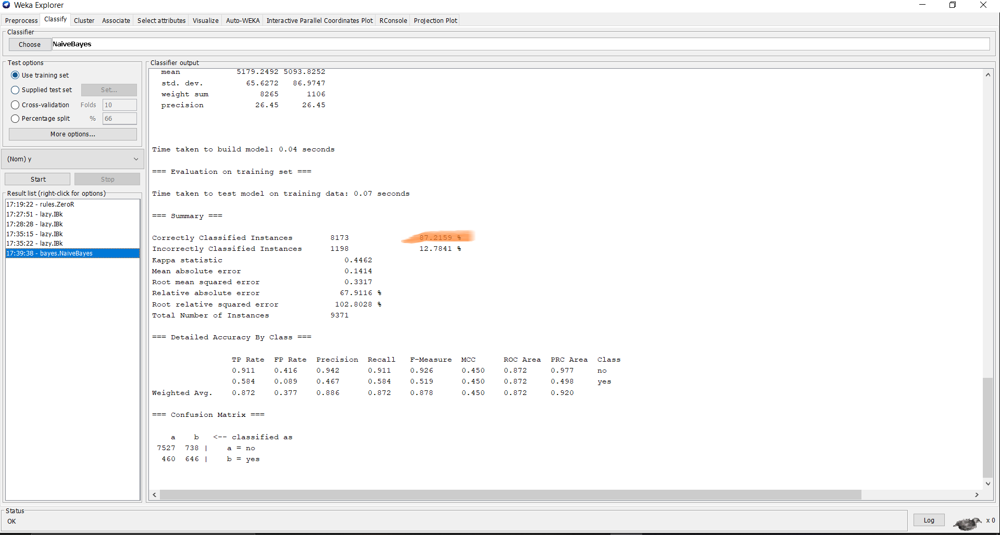 Weka Explorer
Preprocess Classify Cluster Associate Select attributes Visualize Auto-WEKA Interactive Parallel Coordinates Plot RConsole Projection Plot
Classifier
Choose NaiveBayes
Test options
Use training set
Supplied test set Set...
Cross-validation Folds 10
Percentage split % 66
More options...
(Nom) y
Start Stop
Result list (right-click for options)
17:19:22 - rules.ZeroR
17:27:51 - lazy.IBk
17:28:28 - lazy.IBk
17:35:15 - lazy.IBk
17:35:22 - lazy.IBk
17:39:38 - bayes.NaiveBayes
Classifier output
mean 5179.2492 5093.8252
std. dev. 65.6272 86.9747
weight sum 8265 1106
precision 26.45 26.45
Time taken to build model: 0.04 seconds
=== Evaluation on training set ===
Time taken to test model on training data: 0.07 seconds
=== Summary ===
Correctly Classified Instances 8173 87.2159 %
Incorrectly Classified Instances 1198 12.7841 %
Kappa statistic 0.4462
Mean absolute error 0.1414
Root mean squared error 0.3317
Relative absolute error 67.9116 %
Root relative squared error 102.8028 %
Total Number of Instances 9371
=== Detailed Accuracy By Class ===
TP Rate FP Rate Precision Recall F-Measure MCC ROC Area PRC Area Class
0.911 0.416 0.942 0.911 0.926 0.450 0.872 0.977 no
0.584 0.089 0.467 0.584 0.519 0.450 0.872 0.498 yes
Weighted Avg. 0.872 0.377 0.886 0.872 0.878 0.450 0.872 0.920
=== Confusion Matrix ===
a b <-- classified as
7527 738 | a = no
460 646 | b = yes
Status
OK
Log x 0